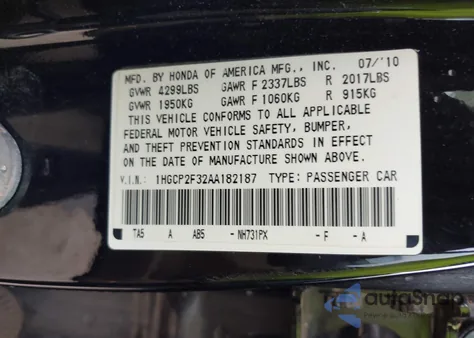 MFD. BY HONDA OF AMERICA MFG., INC. 07/'10
GVWR 4299LBS GAWR F 2337LBS R 2017LBS
GVWR 1950KG GAWR F 1060KG R 915KG
THIS VEHICLE CONFORMS TO ALL APPLICABLE
FEDERAL MOTOR VEHICLE SAFETY, BUMPER,
AND THEFT PREVENTION STANDARDS IN EFFECT
ON THE DATE OF MANUFACTURE SHOWN ABOVE.
V.I.N.: 1HGCP2F32AA182187 TYPE: PASSENGER CAR
TA5 A AB5 -NH731PX -F -A
autoSnap